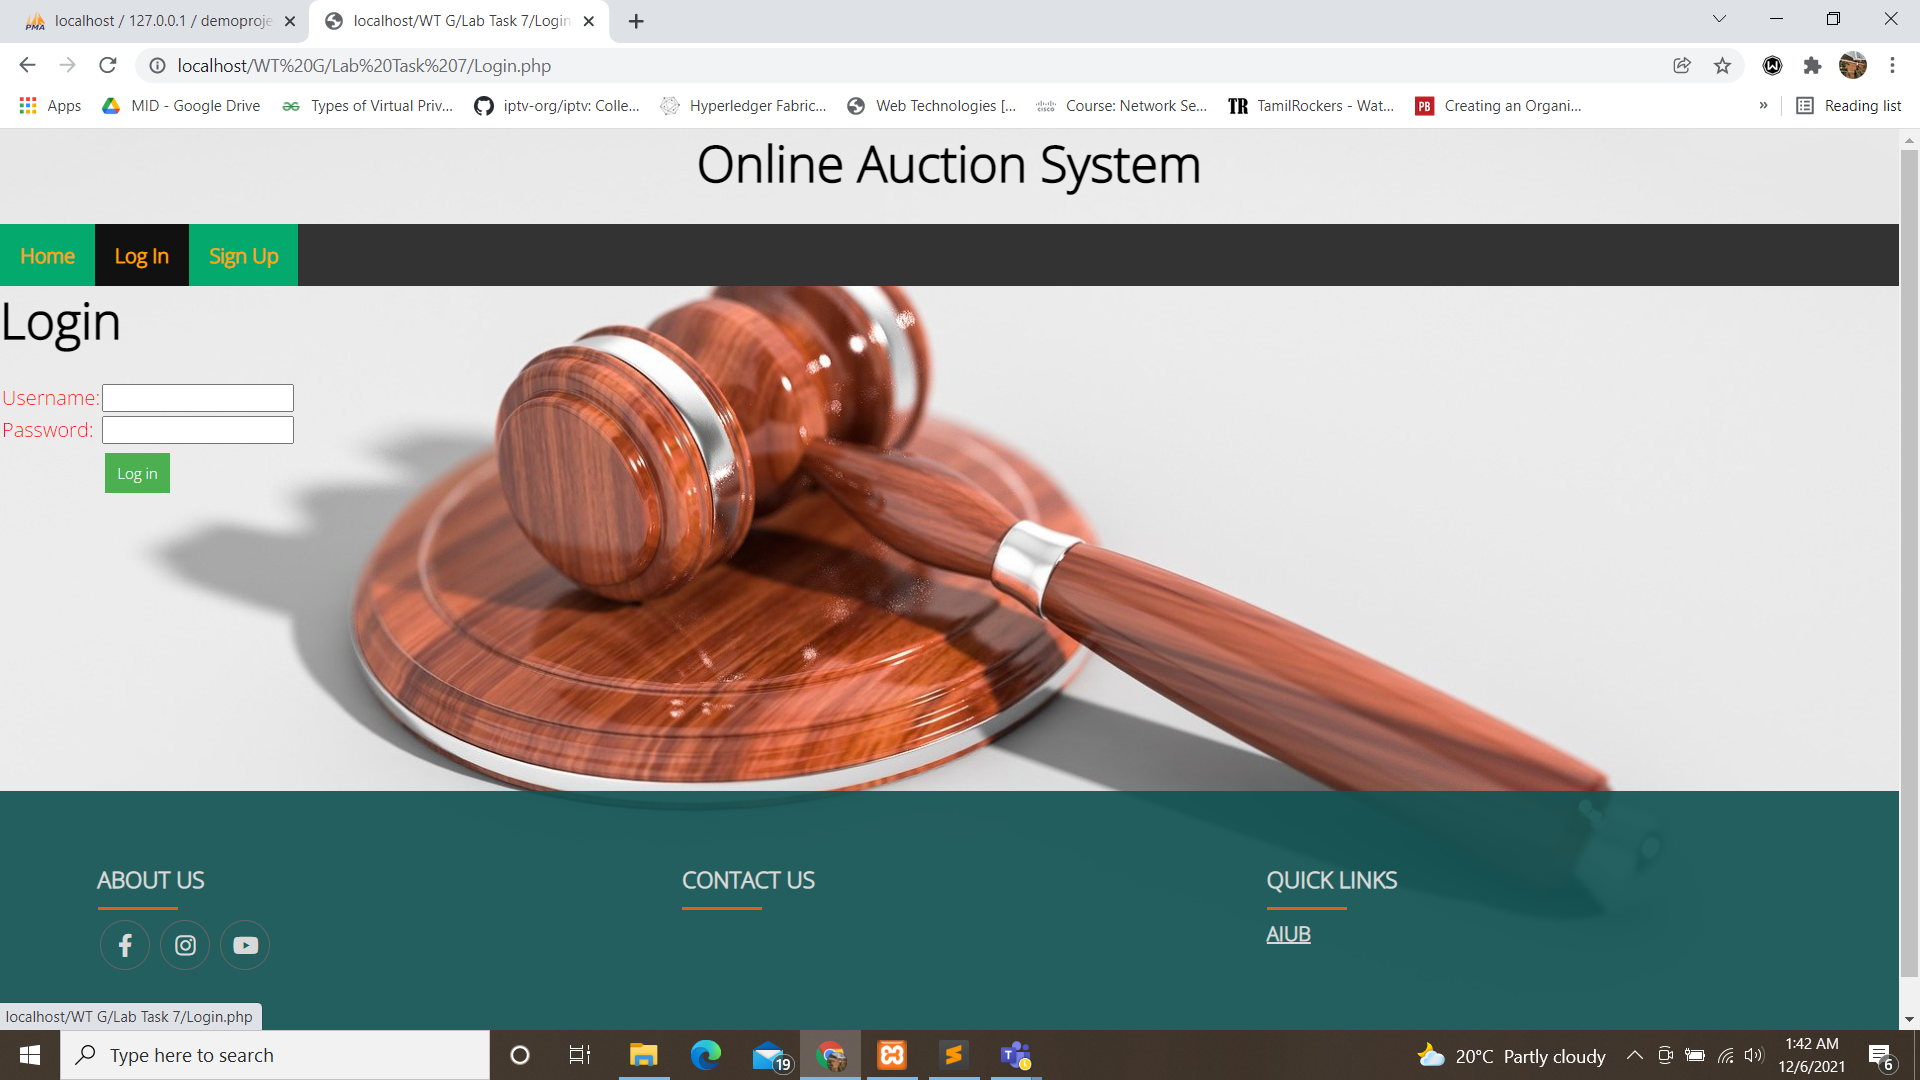 localhost / 127.0.0.1 / demoproje
localhost/WT G/Lab Task 7/Login
localhost/WT%20G/Lab%20Task%207/Login.php
Apps
MID - Google Drive
Types of Virtual Priv...
iptv-org/iptv: Colle...
Hyperledger Fabric...
Web Technologies [...
Course: Network Se...
TR TamilRockers - Wat...
PB Creating an Organi...
»
Reading list
Online Auction System
Home
Log In
Sign Up
Login
Username:
Password:
Log in
ABOUT US
CONTACT US
QUICK LINKS
AIUB
localhost/WT G/Lab Task 7/Login.php
Type here to search
19
20°C Partly cloudy
1:42 AM
12/6/2021
6